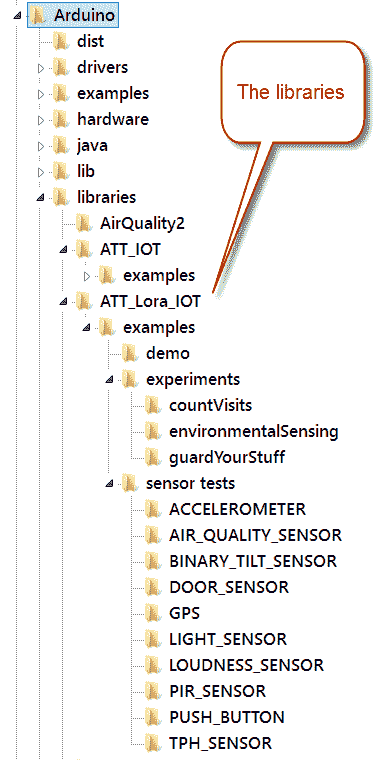 Arduino
dist
drivers
examples
hardware
java
lib
libraries
AirQuality2
ATT_IOT
examples
ATT_Lora_IOT
examples
demo
experiments
countVisits
environmentalSensing
guardYourStuff
sensor tests
ACCELEROMETER
AIR_QUALITY_SENSOR
BINARY_TILT_SENSOR
DOOR_SENSOR
GPS
LIGHT_SENSOR
LOUDNESS_SENSOR
PIR_SENSOR
PUSH_BUTTON
TPH_SENSOR
The libraries